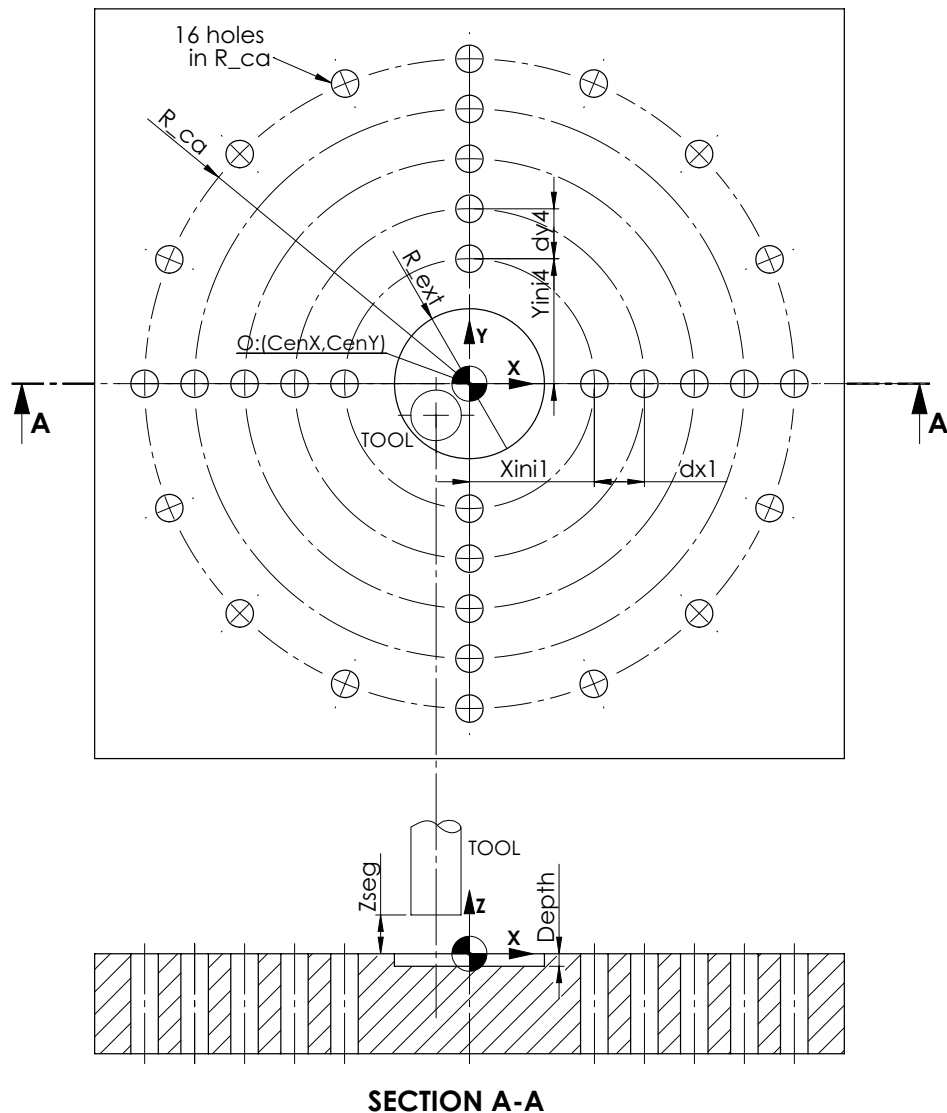 16 holes
in R_ca
R_ca
R_ext
dy4
Yini4
O:(CenX,CenY)
Y
X
A
A
TOOL
Xini1
dx1
TOOL
Zseg
Z
X
Depth
SECTION A-A